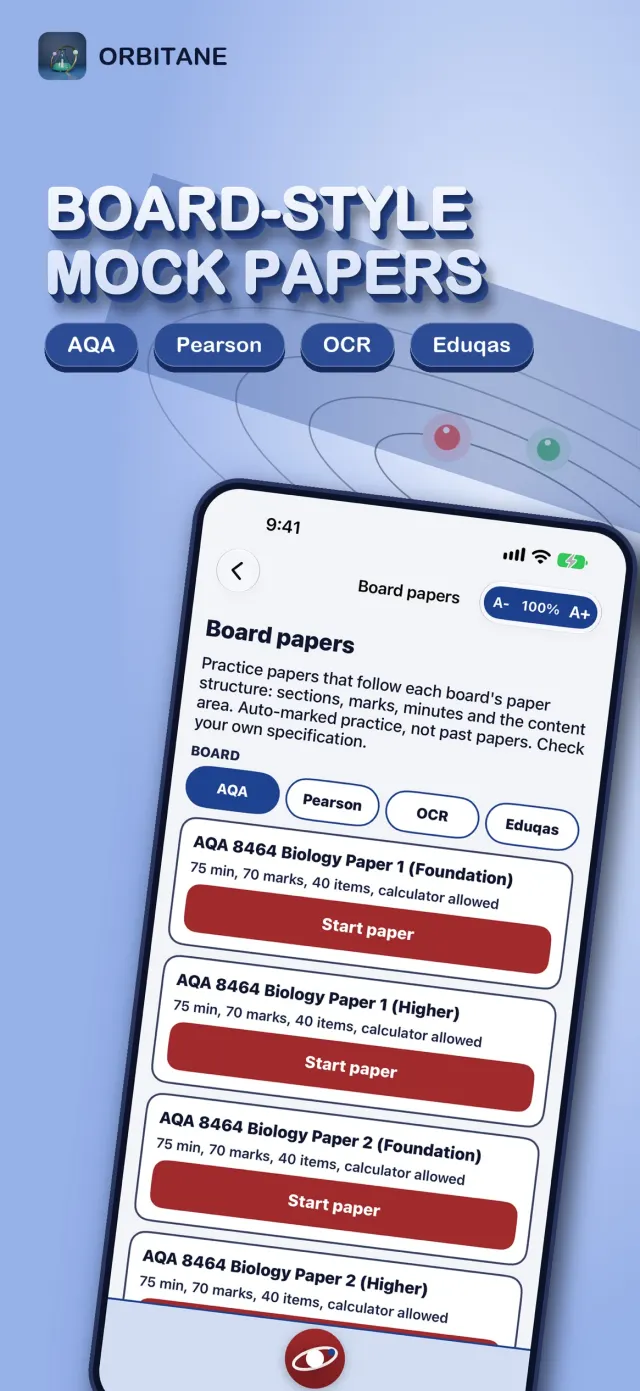 ORBITANE
BOARD-STYLE
MOCK PAPERS
AQA
Pearson
OCR
Eduqas
9:41
Board papers
A- 100% A+
Board papers
Practice papers that follow each board's paper
structure: sections, marks, minutes and the content
area. Auto-marked practice, not past papers. Check
your own specification.
BOARD
AQA
Pearson
OCR
Eduqas
AQA 8464 Biology Paper 1 (Foundation)
75 min, 70 marks, 40 items, calculator allowed
Start paper
AQA 8464 Biology Paper 1 (Higher)
75 min, 70 marks, 40 items, calculator allowed
Start paper
AQA 8464 Biology Paper 2 (Foundation)
75 min, 70 marks, 40 items, calculator allowed
Start paper
AQA 8464 Biology Paper 2 (Higher)
75 min, 70 marks, 40 items, calculator allowed